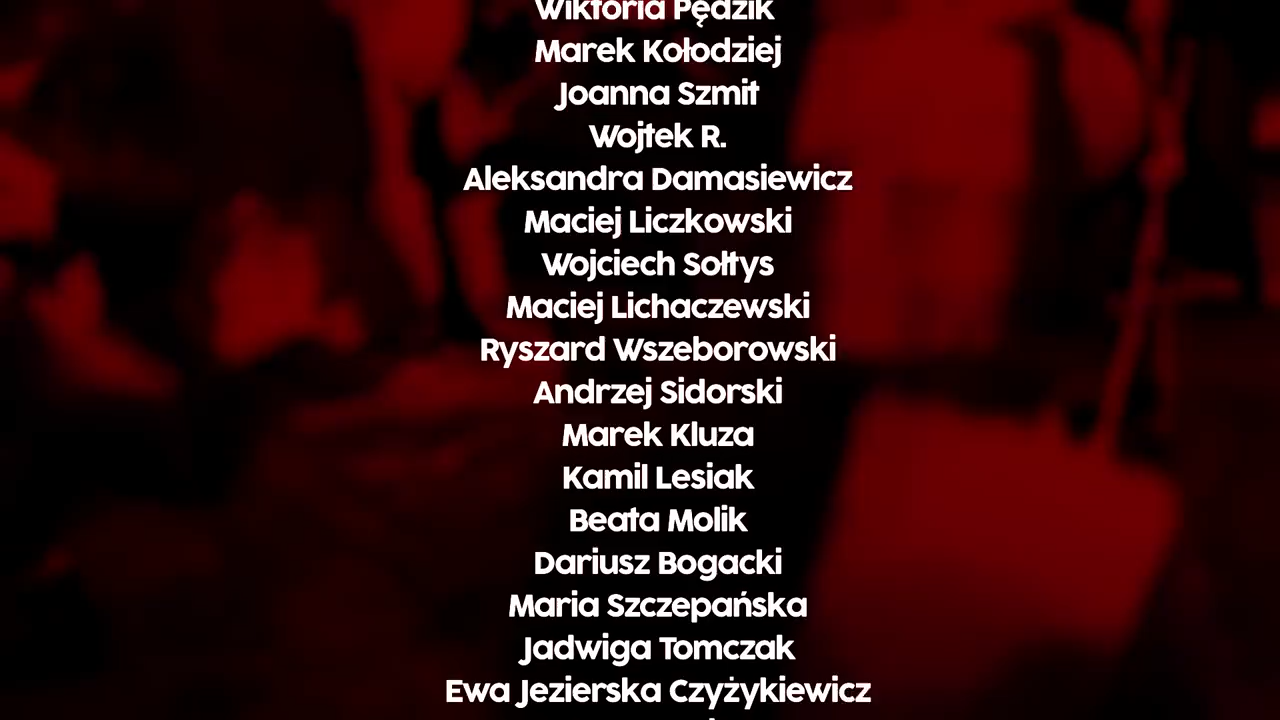 Wiktoria Pędzik
Marek Kołodziej
Joanna Szmit
Wojtek R.
Aleksandra Damasiewicz
Maciej Liczkowski
Wojciech Sołtys
Maciej Lichaczewski
Ryszard Wszeborowski
Andrzej Sidorski
Marek Kluza
Kamil Lesiak
Beata Molik
Dariusz Bogacki
Maria Szczepańska
Jadwiga Tomczak
Ewa Jezierska Czyżykiewicz